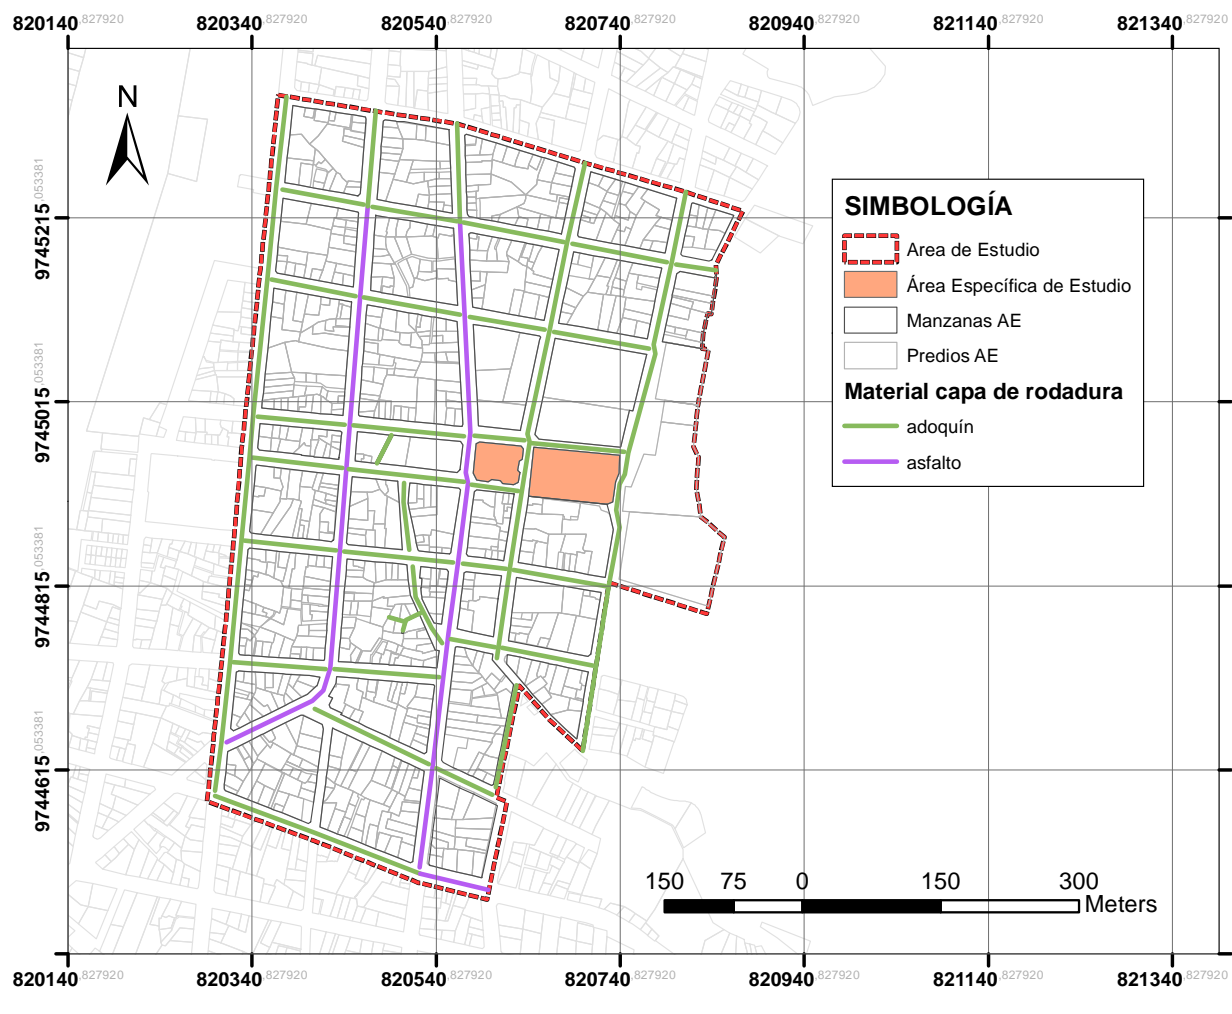 820140,827920 820340,827920 820540,827920 820740,827920 820940,827920 821140,827920 821340,827920
N
9745215,053381
9745015,053381
9744815,053381
9744615,053381
SIMBOLOGÍA
Area de Estudio
Área Específica de Estudio
Manzanas AE
Predios AE
Material capa de rodadura
adoquín
asfalto
150 75 0 150 300
Meters
820140,827920 820340,827920 820540,827920 820740,827920 820940,827920 821140,827920 821340,827920